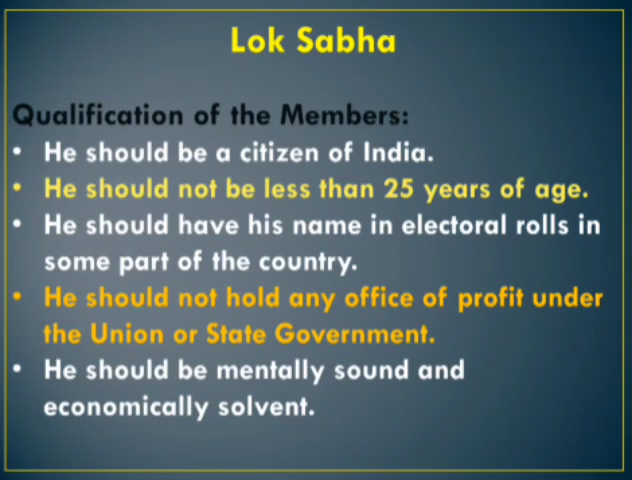 Lok Sabha
Qualification of the Members:
• He should be a citizen of India.
• He should not be less than 25 years of age.
• He should have his name in electoral rolls in
some part of the country.
• He should not hold any office of profit under
the Union or State Government.
• He should be mentally sound and
economically solvent.